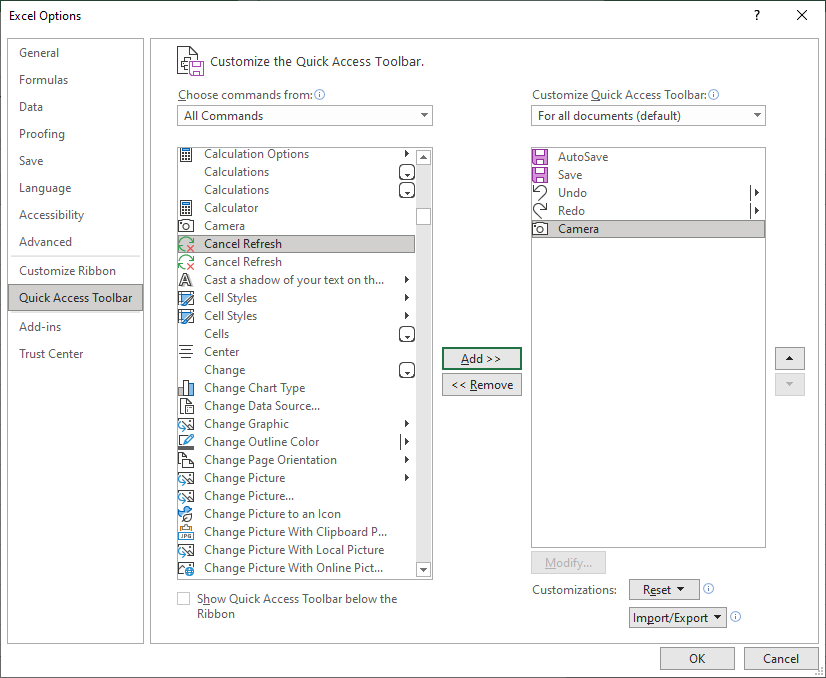 Excel Options
?
General
Formulas
Data
Proofing
Save
Language
Accessibility
Advanced
Customize Ribbon
Quick Access Toolbar
Add-ins
Trust Center
Customize the Quick Access Toolbar.
Choose commands from:
All Commands
Calculation Options
Calculations
Calculations
Calculator
Camera
Cancel Refresh
Cancel Refresh
Cast a shadow of your text on th...
Cell Styles
Cell Styles
Cells
Center
Change
Change Chart Type
Change Data Source...
Change Graphic
Change Outline Color
Change Page Orientation
Change Picture
Change Picture...
Change Picture to an Icon
Change Picture With Clipboard P...
Change Picture With Local Picture
Change Picture With Online Pict...
Show Quick Access Toolbar below the
Ribbon
Add >>
<< Remove
Customize Quick Access Toolbar:
For all documents (default)
AutoSave
Save
Undo
Redo
Camera
Modify...
Customizations:
Reset
Import/Export
OK
Cancel